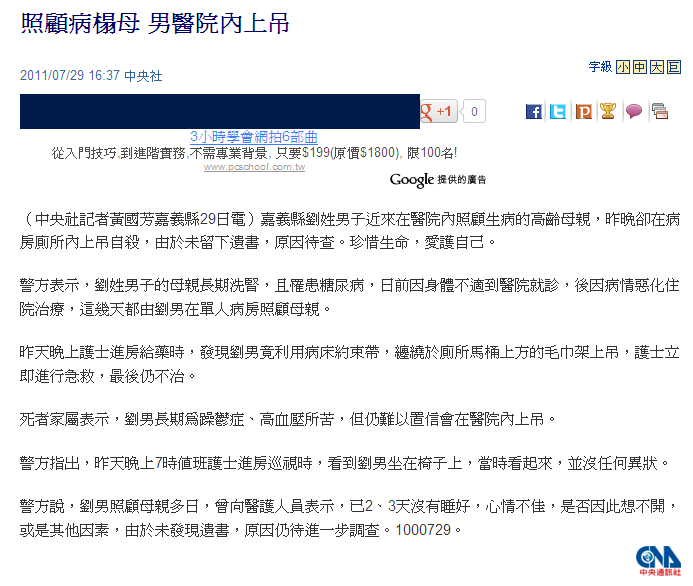 照顧病榻母 男醫院內上吊
字級 小 中 大 巨
2011/07/29 16:37 中央社
g +1 0
3小時學會網拍6部曲
從入門技巧,到進階實務,不需專業背景, 只要$199(原價$1800), 限100名!
www.pcschool.com.tw
Google 提供的廣告
（中央社記者黃國芳嘉義縣29日電）嘉義縣劉姓男子近來在醫院內照顧生病的高齡母親，昨晚卻在病
房廁所內上吊自殺，由於未留下遺書，原因待查。珍惜生命，愛護自己。
警方表示，劉姓男子的母親長期洗腎，且罹患糖尿病，日前因身體不適到醫院就診，後因病情惡化住
院治療，這幾天都由劉男在單人病房照顧母親。
昨天晚上護士進房給藥時，發現劉男竟利用病床約束帶，纏繞於廁所馬桶上方的毛巾架上吊，護士立
即進行急救，最後仍不治。
死者家屬表示，劉男長期為躁鬱症、高血壓所苦，但仍難以置信會在醫院內上吊。
警方指出，昨天晚上7時值班護士進房巡視時，看到劉男坐在椅子上，當時看起來，並沒任何異狀。
警方說，劉男照顧母親多日，曾向醫護人員表示，已2、3天沒有睡好，心情不佳，是否因此想不開，
或是其他因素，由於未發現遺書，原因仍待進一步調查。1000729。
CNA
中央通訊社